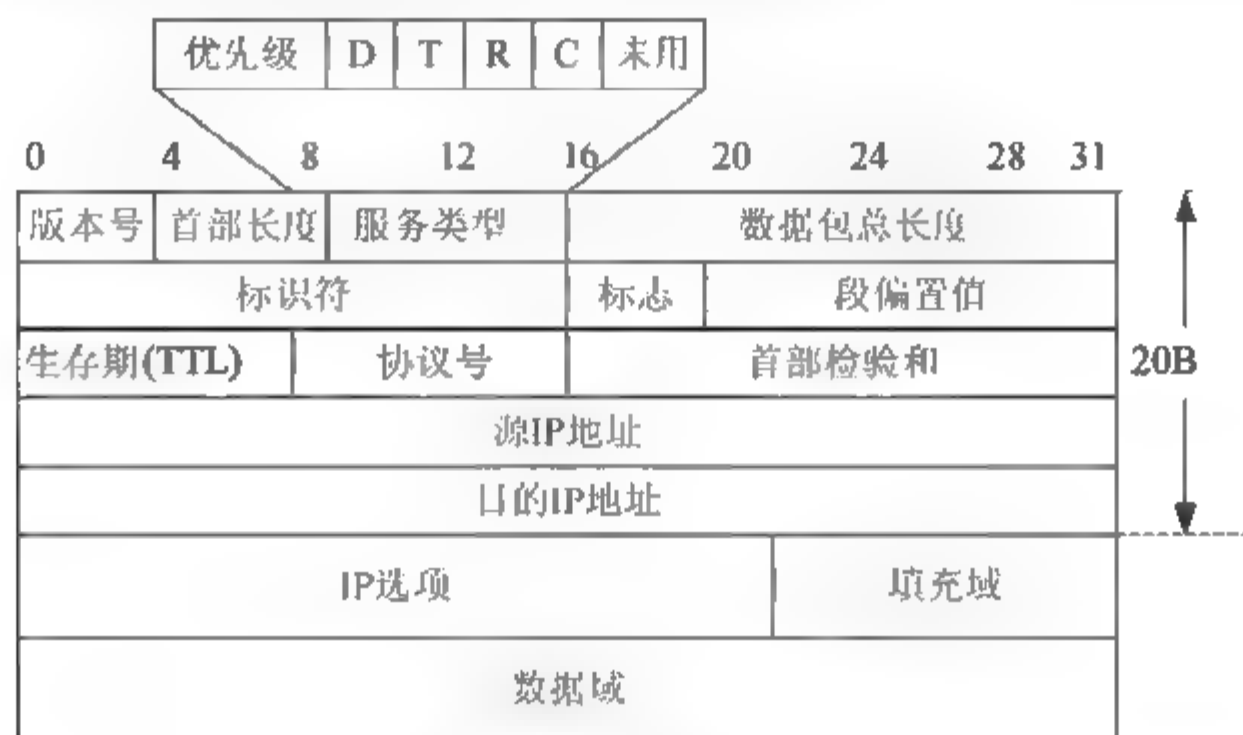 优先级 D T R C 未用
0 4 8 12 16 20 24 28 31
版本号 首部长度 服务类型 数据包总长度
标识符 标志 段偏置值
生存期(TTL) 协议号 首部检验和 20B
源IP地址
目的IP地址
IP选项 填充域
数据域